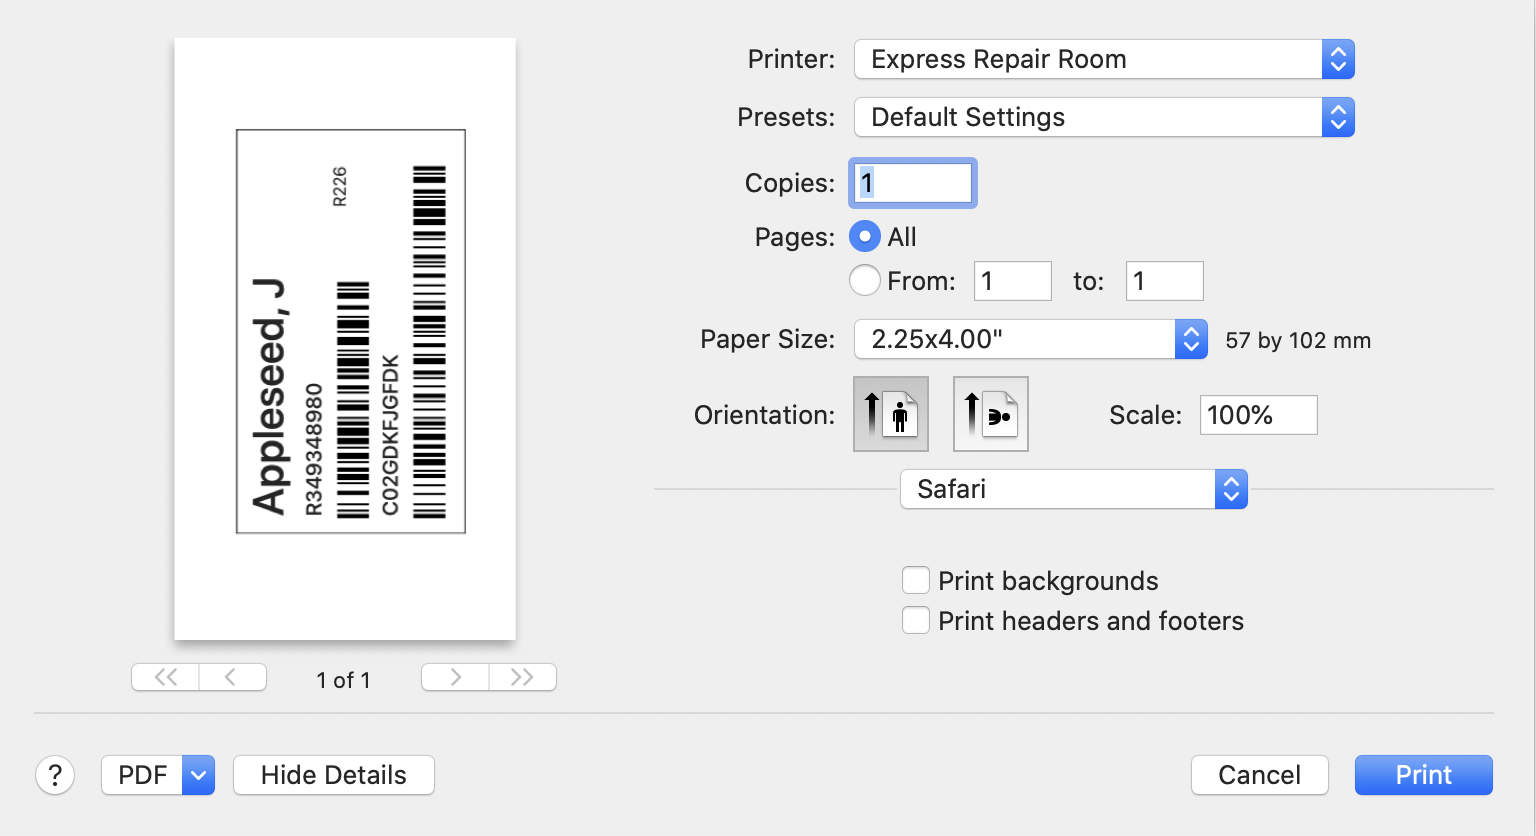 Appleseed, J
R349348980
R226
C02GDKFJGFDK
1 of 1
Printer: Express Repair Room
Presets: Default Settings
Copies: 1
Pages: All
From: 1 to: 1
Paper Size: 2.25x4.00" 57 by 102 mm
Orientation: Scale: 100%
Safari
Print backgrounds
Print headers and footers
? PDF Hide Details Cancel Print